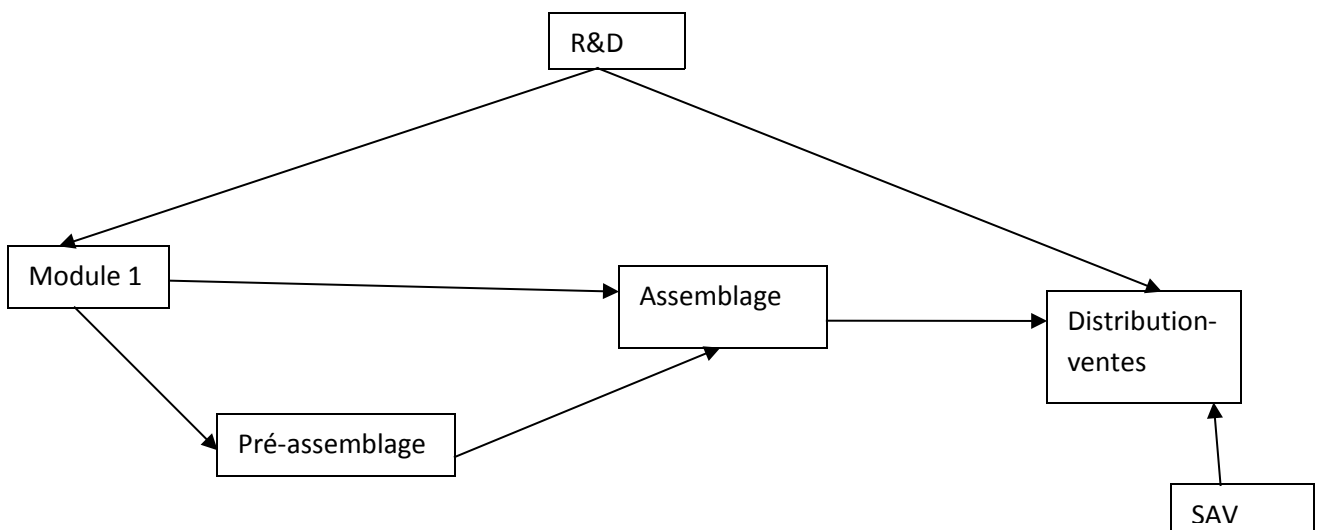 R&D
Module 1
Assemblage
Distribution-
ventes
Pré-assemblage
SAV